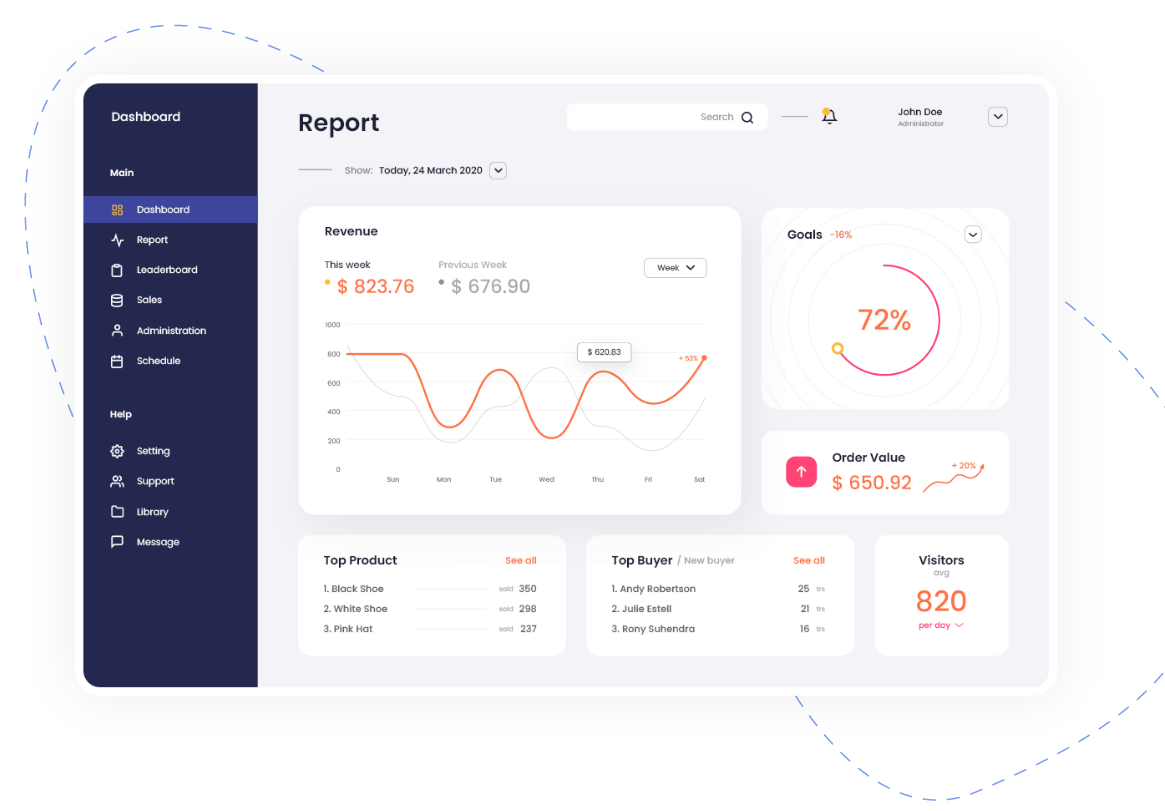 Dashboard
Main
Dashboard
Report
Leaderboard
Sales
Administration
Schedule
Help
Setting
Support
Library
Message
Report
Search
John Doe
Administrator
Show: Today, 24 March 2020
Revenue
This week
$ 823.76
Previous Week
$ 676.90
Week
1000
800
600
400
200
0
$ 620.83
+ 53%
Sun Mon Tue Wed Thu Fri Sat
Goals -16%
72%
Order Value
$ 650.92
+ 20%
Top Product See all
1. Black Shoe sold 350
2. White Shoe sold 298
3. Pink Hat sold 237
Top Buyer / New buyer See all
1. Andy Robertson 25 trs
2. Julie Estell 21 trs
3. Rony Suhendra 16 trs
Visitors
avg
820
per day